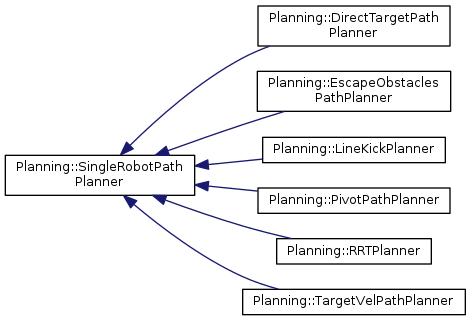 Planning::DirectTargetPath
Planner
Planning::EscapeObstacles
PathPlanner
Planning::LineKickPlanner
Planning::SingleRobotPath
Planner
Planning::PivotPathPlanner
Planning::RRTPlanner
Planning::TargetVelPathPlanner